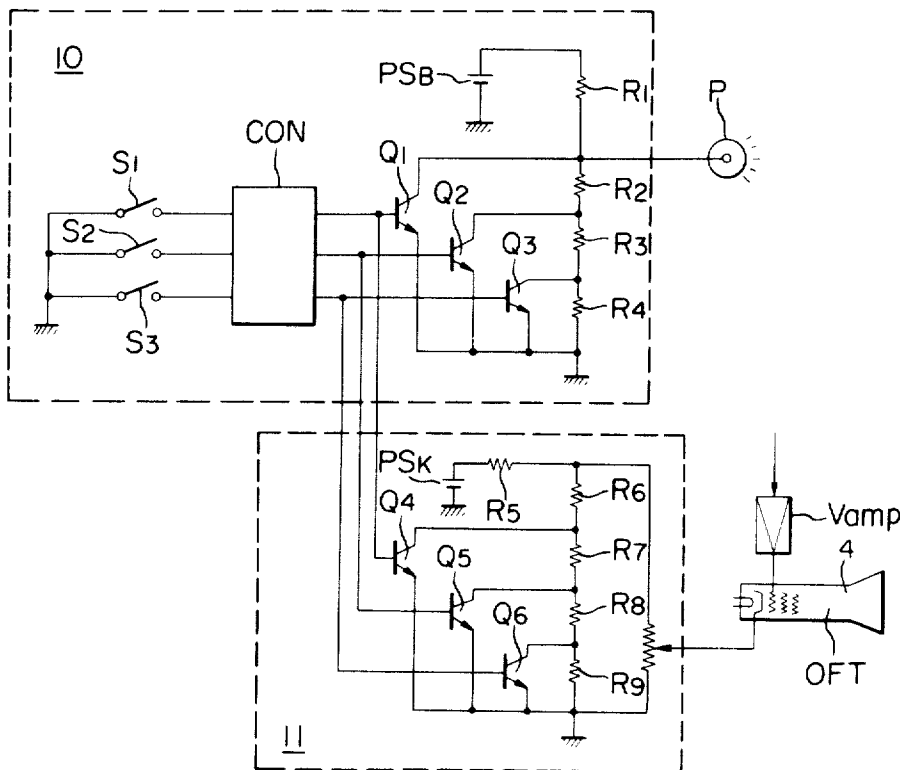 10
PSB
R1
P
CON
S1
Q1
R2
Q2
S2
Q3
R3
S3
R4
PSK
R5
R6
Vamp
Q4
R7
4
Q5
R8
Q6
OFT
R9
11